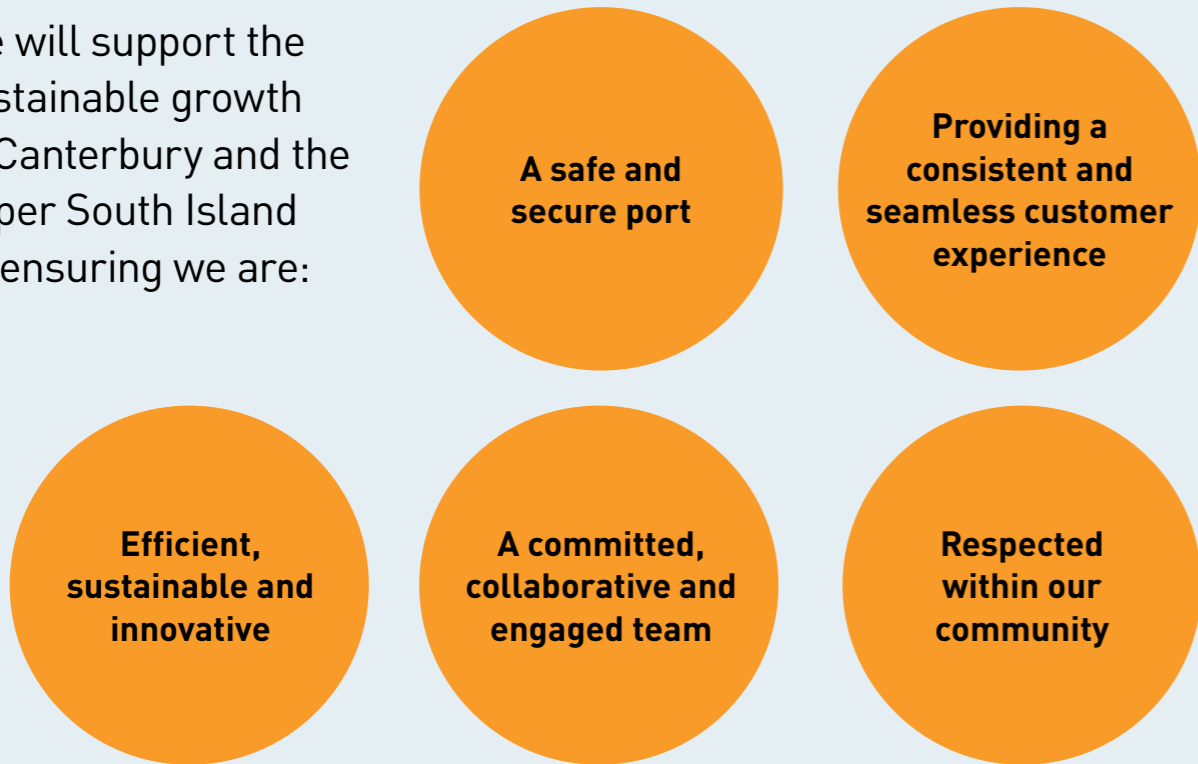 e will support the
stainable growth
Canterbury and the
per South Island
ensuring we are:
A safe and
secure port
Providing a
consistent and
seamless customer
experience
Efficient,
sustainable and
innovative
A committed,
collaborative and
engaged team
Respected
within our
community